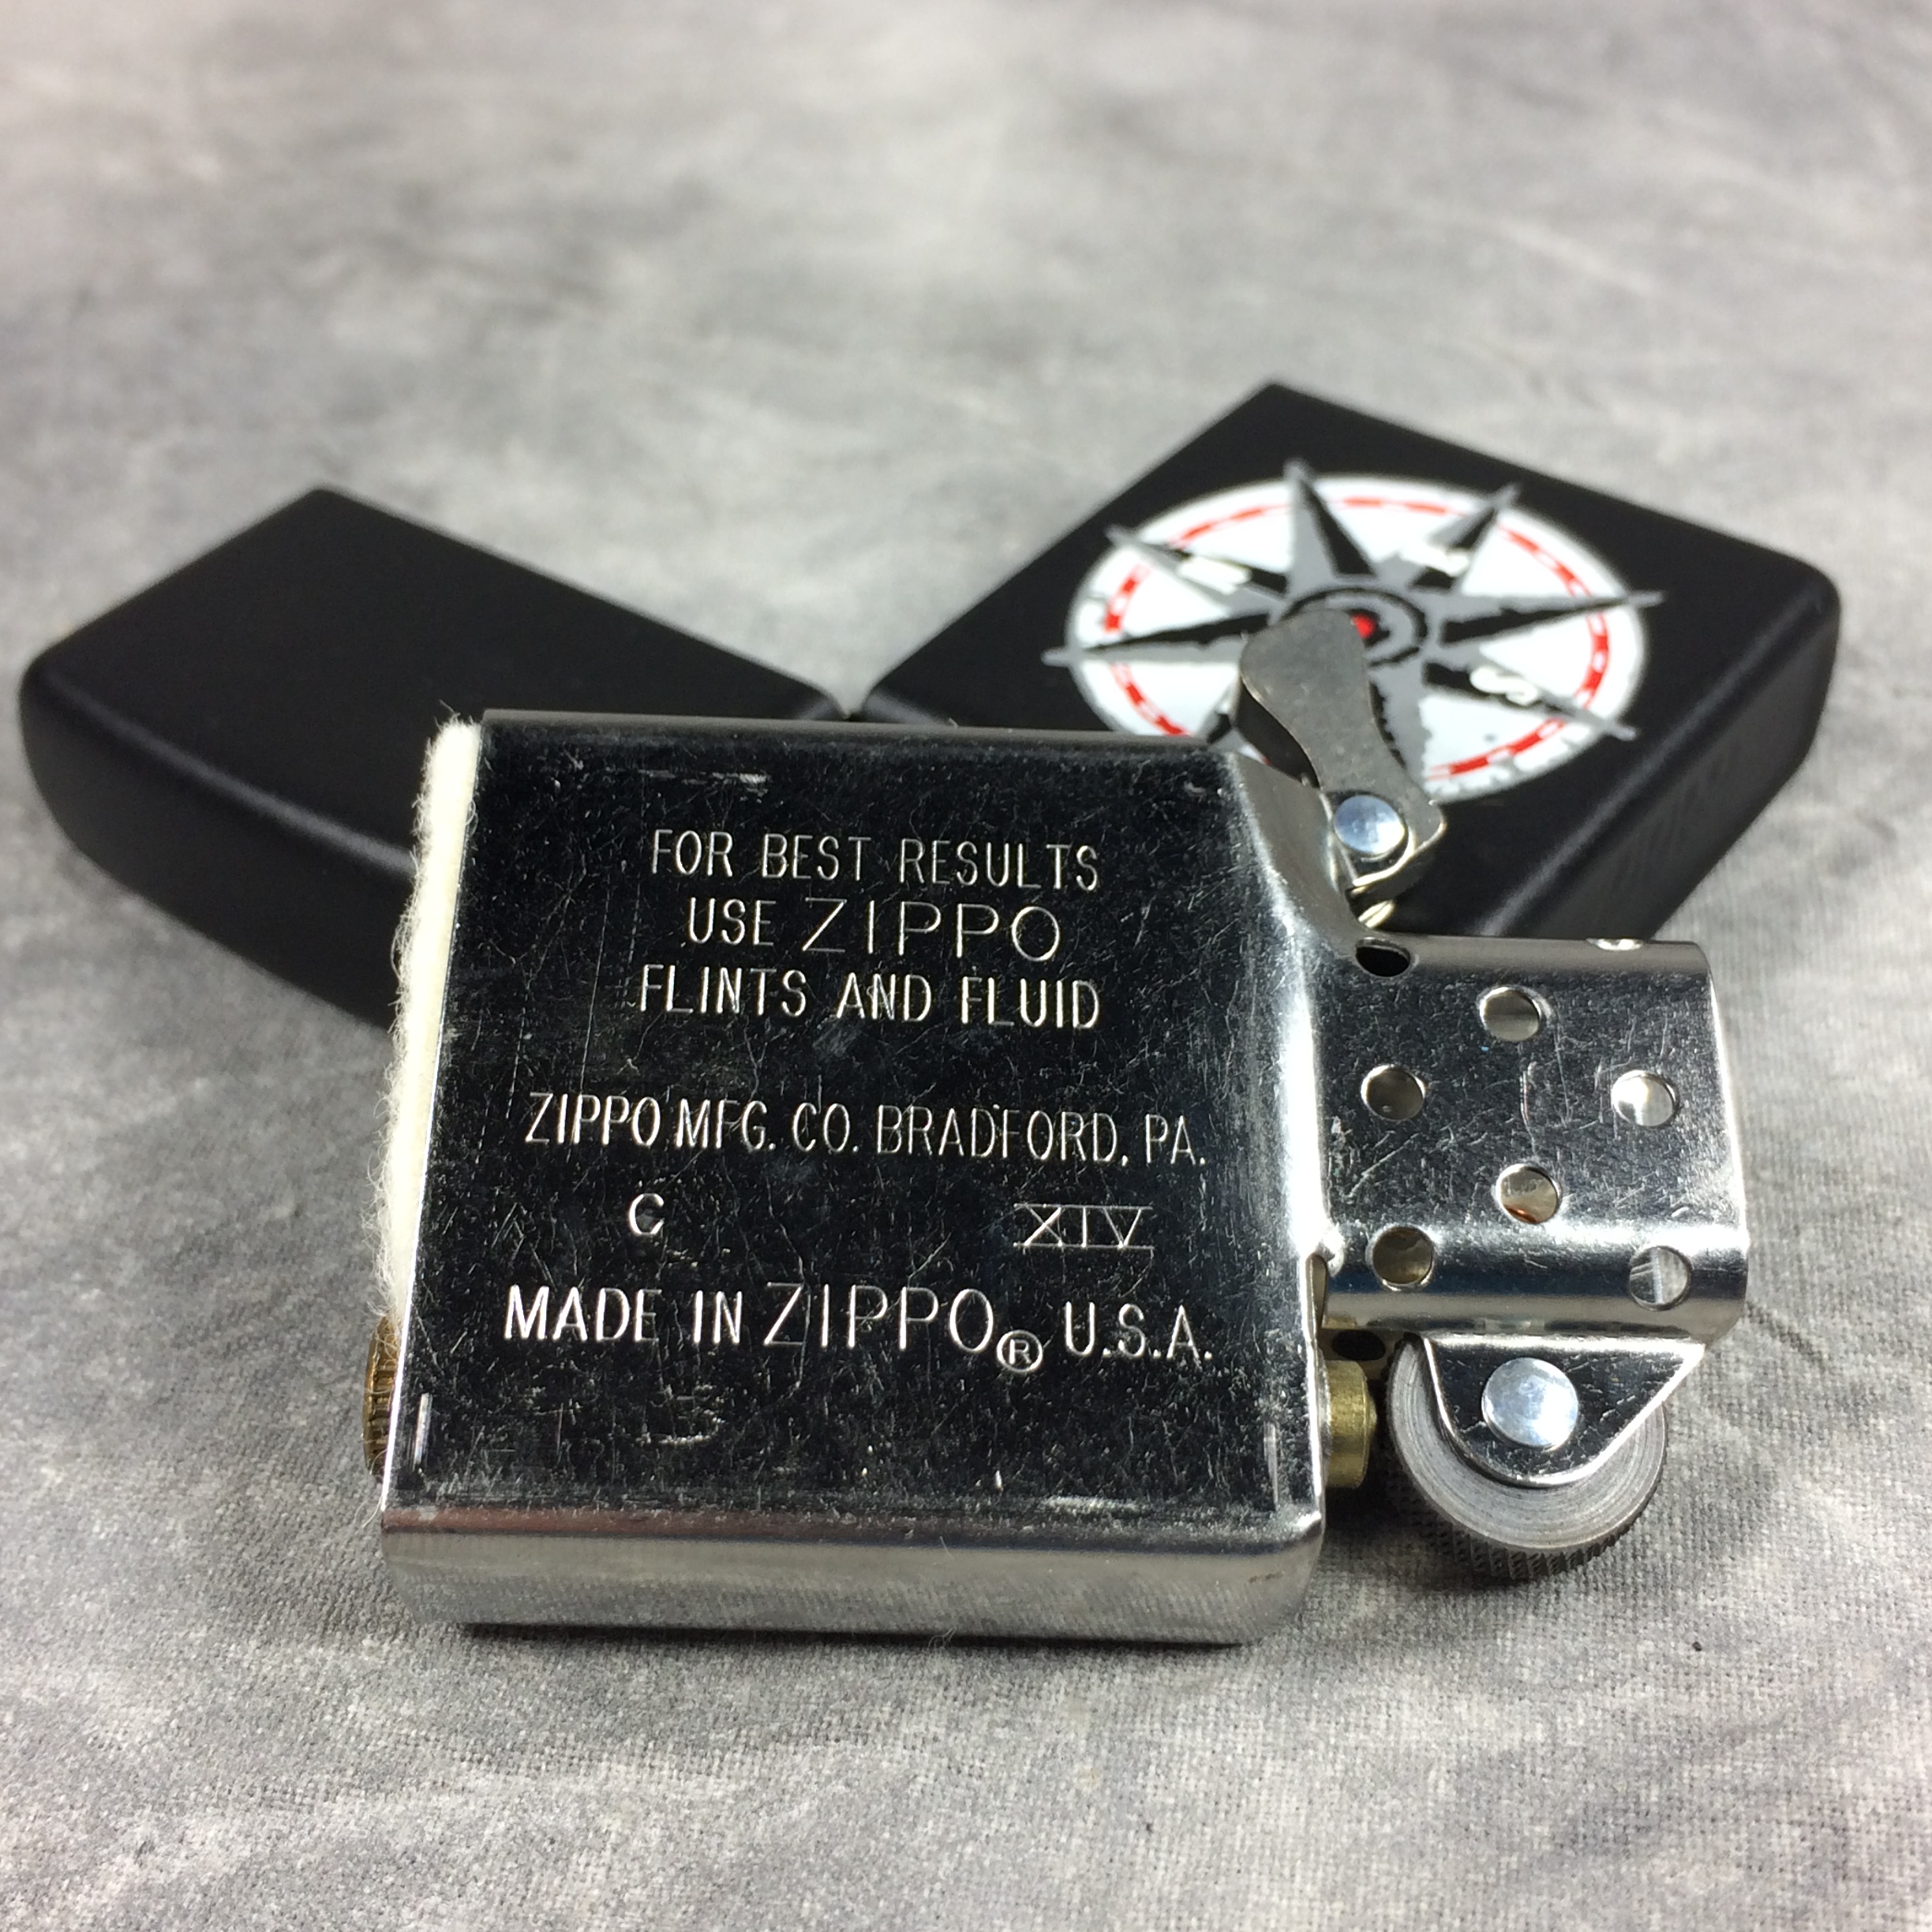 FOR BEST RESULTS
USE ZIPPO
FLINTS AND FLUID
ZIPPO MFG. CO. BRADFORD, PA.
C XIV
MADE IN ZIPPO® U.S.A.
S